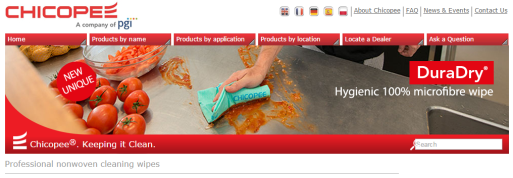 CHICOPEE
A company of pgi
About Chicopee | FAQ | News & Events | Contact Us
Home
Products by name
Products by application
Products by location
Locate a Dealer
Ask a Question
NEW
UNIQUE
CHICOPEE
DuraDry®
Hygienic 100% microfibre wipe
Chicopee®. Keeping it Clean.
Search
Professional nonwoven cleaning wipes